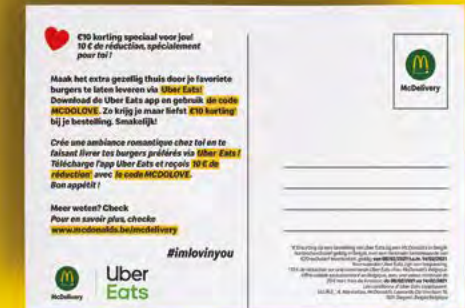 €10 korting speciaal voor jou!
10 € de réduction, spécialement
pour toi !
Maak het extra gezellig thuis door je favoriete
burgers te laten leveren via Uber Eats!
Download de Uber Eats app en gebruik de code
MCDOLOVE. Zo krijg je maar liefst €10 korting
bij je bestelling. Smakelijk!
Crée une ambiance romantique chez toi en te
faisant livrer tes burgers préférés via Uber Eats !
Télécharge l'app Uber Eats et reçois 10 € de
réduction avec le code MCDOLOVE.
Bon appétit !
Meer weten? Check
Pour en savoir plus, checke
www.mcdonalds.be/mcdelivery
#imlovinyou
McDelivery
Uber
Eats
McDelivery